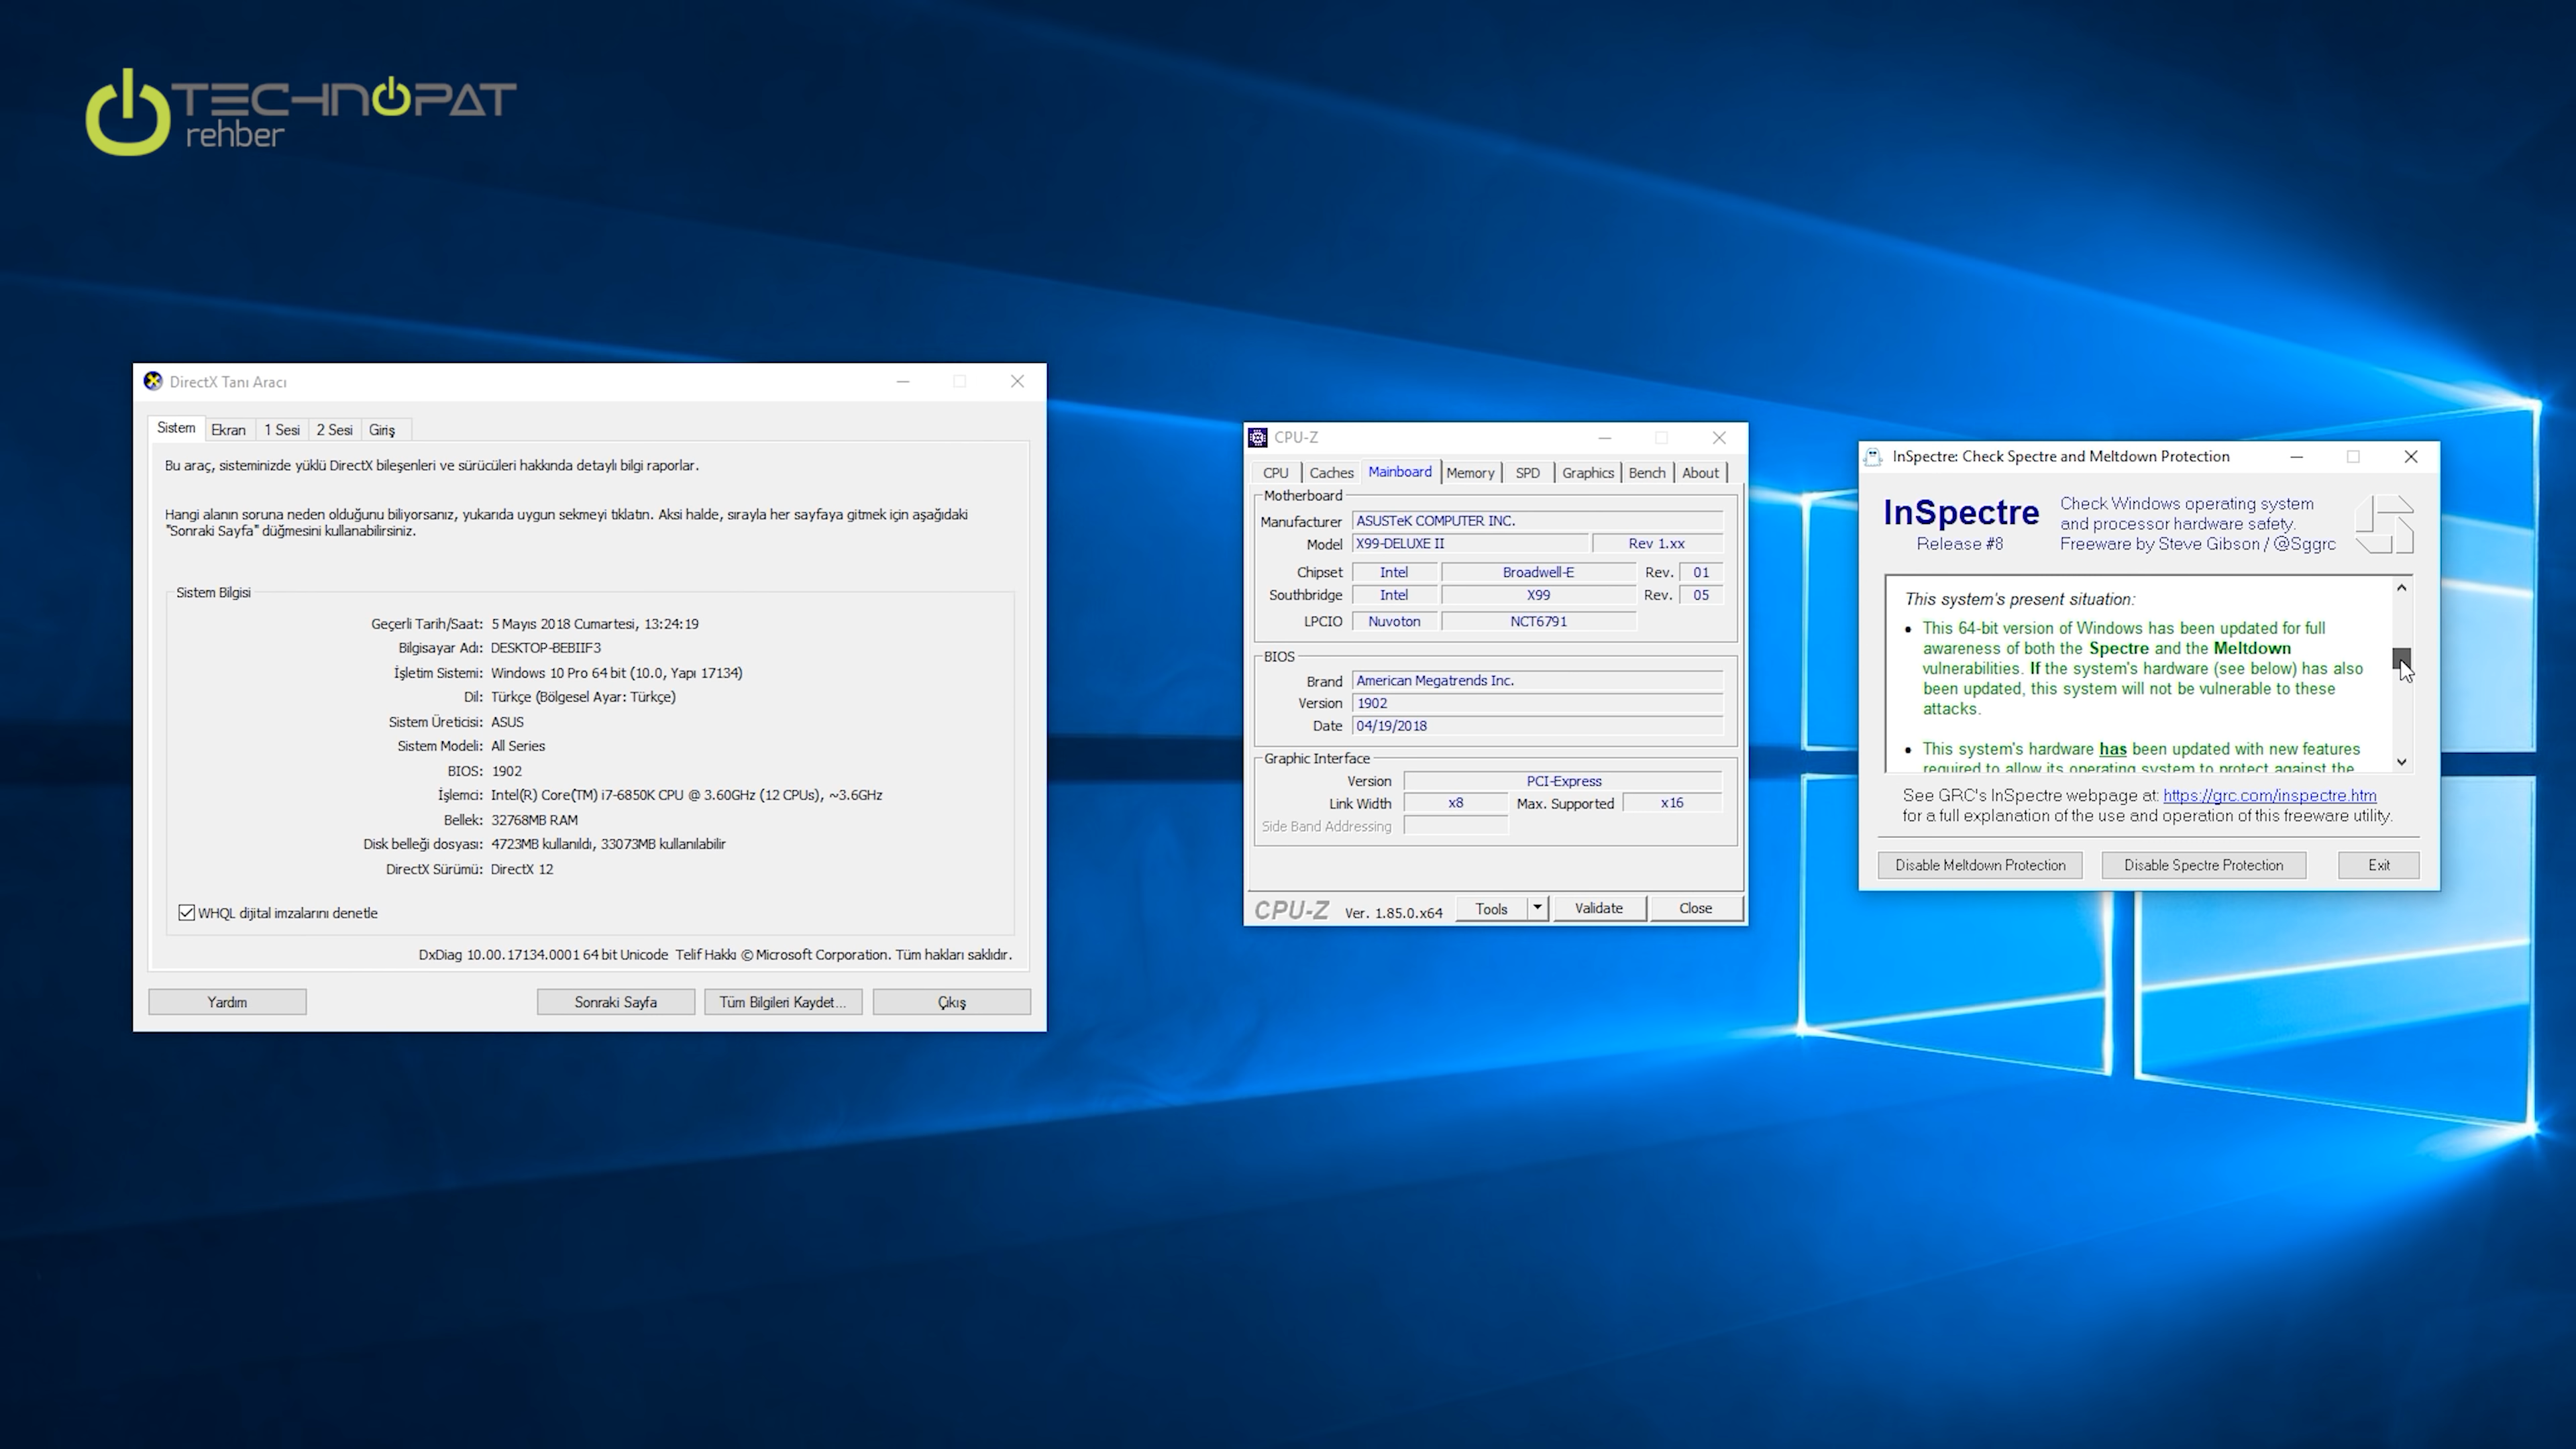 TECHNOPAT
rehber
DirectX Tanı Aracı
Sistem
Ekran
1 Sesi
2 Sesi
Giriş
Bu araç, sisteminizde yüklü DirectX bileşenleri ve sürücüleri hakkında detaylı bilgi raporlar.
Hangi alanın soruna neden olduğunu biliyorsanız, yukarıda uygun sekmeyi tıklatın. Aksi halde, sırayla her sayfaya gitmek için aşağıdaki
"Sonraki Sayfa" düğmesini kullanabilirsiniz.
Sistem Bilgisi
Geçerli Tarih/Saat: 5 Mayıs 2018 Cumartesi, 13:24:19
Bilgisayar Adı: DESKTOP-BEBIIF3
İşletim Sistemi: Windows 10 Pro 64 bit (10.0, Yapı 17134)
Dil: Türkçe (Bölgesel Ayar: Türkçe)
Sistem Üreticisi: ASUS
Sistem Modeli: All Series
BIOS: 1902
İşlemci: Intel(R) Core(TM) i7-6850K CPU @ 3.60GHz (12 CPUs), ~3.6GHz
Bellek: 32768MB RAM
Disk belleği dosyası: 4723MB kullanıldı, 33073MB kullanılabilir
DirectX Sürümü: DirectX 12
WHQL dijital imzalarını denetle
DxDiag 10.00.17134.0001 64 bit Unicode Telif Hakkı © Microsoft Corporation. Tüm hakları saklıdır.
Yardım
Sonraki Sayfa
Tüm Bilgileri Kaydet...
Çıkış
CPU-Z
CPU
Caches
Mainboard
Memory
SPD
Graphics
Bench
About
Motherboard
Manufacturer ASUSTeK COMPUTER INC.
Model X99-DELUXE II Rev 1.xx
Chipset Intel Broadwell-E Rev. 01
Southbridge Intel X99 Rev. 05
LPCIO Nuvoton NCT6791
BIOS
Brand American Megatrends Inc.
Version 1902
Date 04/19/2018
Graphic Interface
Version PCI-Express
Link Width x8 Max. Supported x16
Side Band Addressing
CPU-Z Ver. 1.85.0.x64 Tools Validate Close
InSpectre: Check Spectre and Meltdown Protection
InSpectre
Release #8
Check Windows operating system
and processor hardware safety.
Freeware by Steve Gibson / @Sggrc
This system's present situation:
• This 64-bit version of Windows has been updated for full
awareness of both the Spectre and the Meltdown
vulnerabilities. If the system's hardware (see below) has also
been updated, this system will not be vulnerable to these
attacks.
• This system's hardware has been updated with new features
required to allow its operating system to protect against the
See GRC's InSpectre webpage at: https://grc.com/inspectre.htm
for a full explanation of the use and operation of this freeware utility.
Disable Meltdown Protection
Disable Spectre Protection
Exit